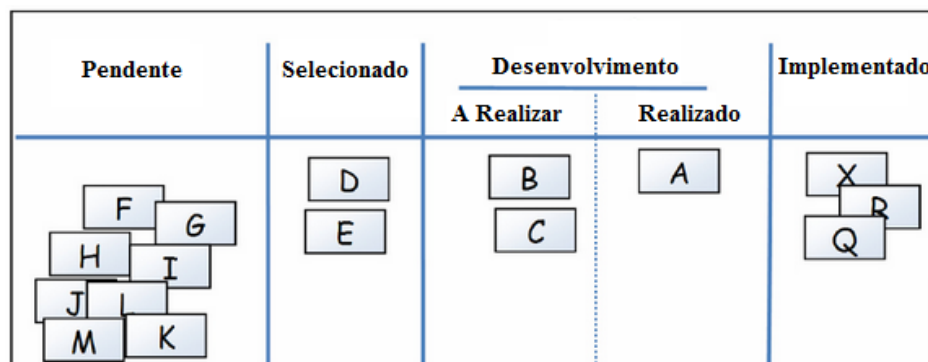 Pendente Selecionado Desenvolvimento Implementado
A Realizar Realizado
D B A X
F E C R
G Q
H I
J L
M K